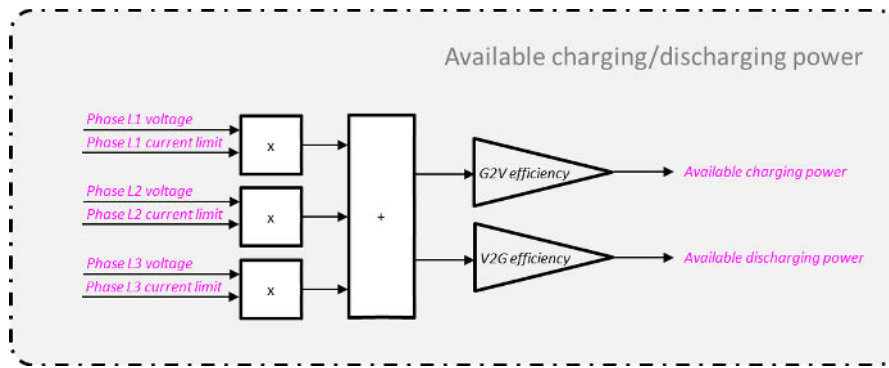 Available charging/discharging power
Phase L1 voltage
Phase L1 current limit
x
Phase L2 voltage
Phase L2 current limit
x
Phase L3 voltage
Phase L3 current limit
x
+
G2V efficiency
Available charging power
V2G efficiency
Available discharging power